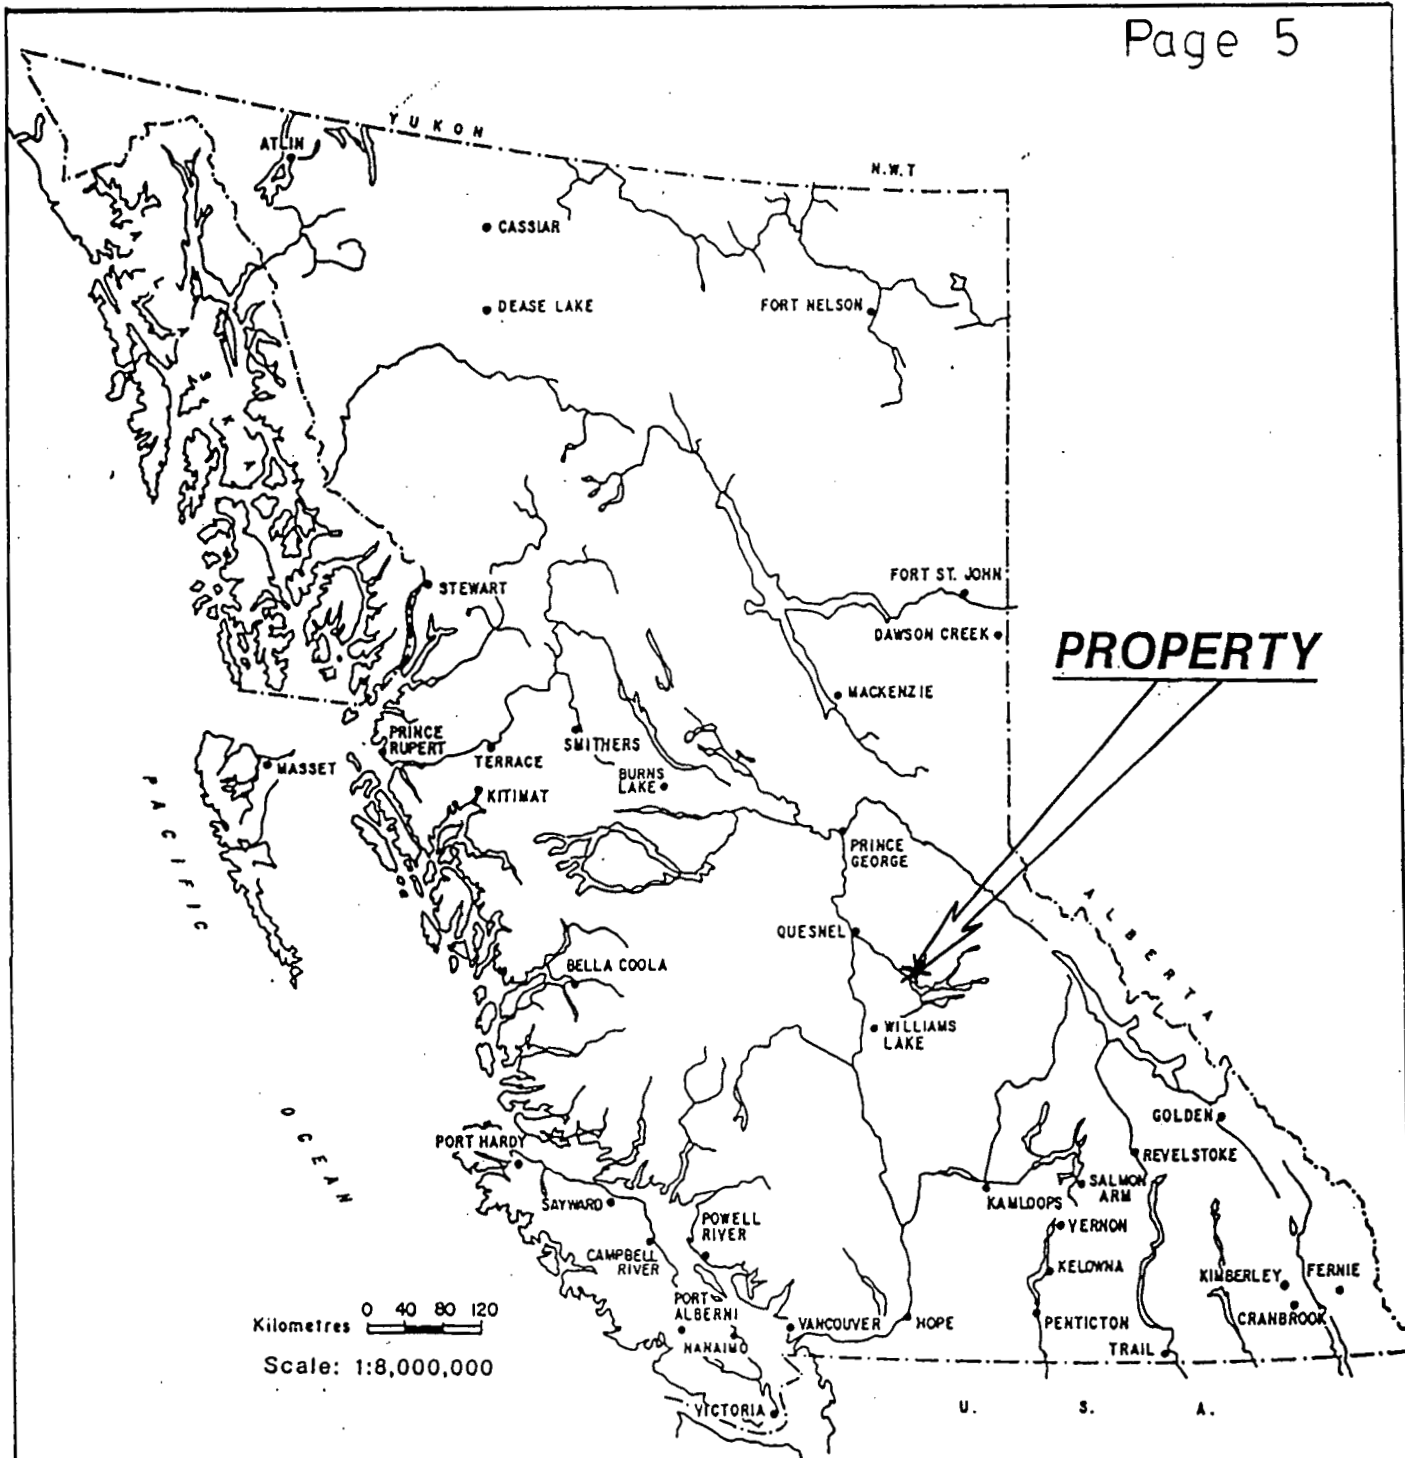 Page 5
YUKON
ATLIN
N.W.T
CASSIAR
DEASE LAKE
FORT NELSON
ALASKA
STEWART
FORT ST. JOHN
DAWSON CREEK
PROPERTY
MACKENZIE
PRINCE
RUPERT
TERRACE
SMITHERS
MASSET
BURNS
LAKE
KITIMAT
PACIFIC
PRINCE
GEORGE
ALBERTA
QUESNEL
BELLA COOLA
WILLIAMS
LAKE
OCEAN
GOLDEN
PORT HARDY
REVELSTOKE
SALMON
ARM
KAMLOOPS
SAYWARD
POWELL
RIVER
VERNON
CAMPBELL
RIVER
KELOWNA
KIMBERLEY
FERNIE
PORT
ALBERNI
CRANBROOK
Kilometres 0 40 80 120
VANCOUVER
HOPE
PENTICTON
NANAIMO
TRAIL
Scale: 1:8,000,000
VICTORIA
U. S. A.